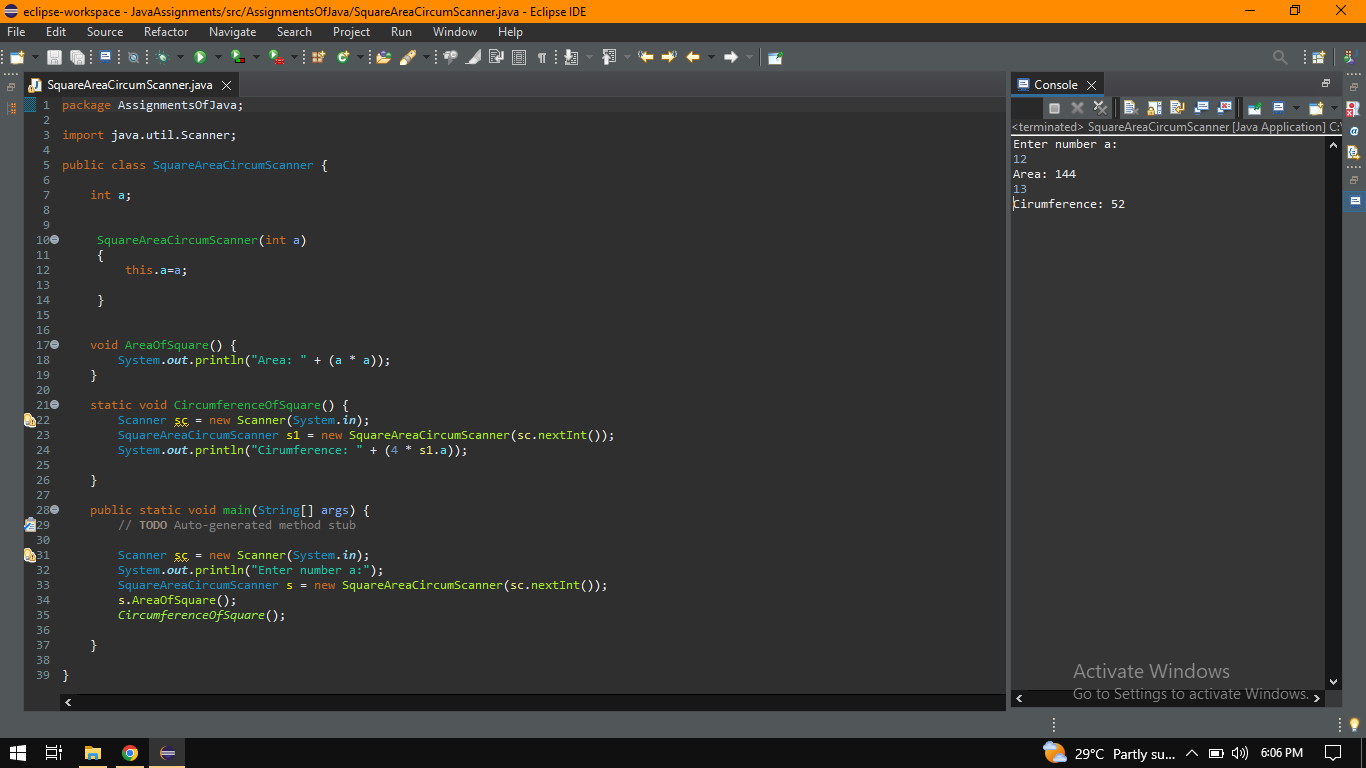 eclipse-workspace - JavaAssignments/src/AssignmentsOfJava/SquareAreaCircumScanner.java - Eclipse IDE
File Edit Source Refactor Navigate Search Project Run Window Help
SquareAreaCircumScanner.java
1 package AssignmentsOfJava;
2
3 import java.util.Scanner;
4
5 public class SquareAreaCircumScanner {
6
7 int a;
8
9
10 SquareAreaCircumScanner(int a)
11 {
12 this.a=a;
13
14 }
15
16
17 void AreaOfSquare() {
18 System.out.println("Area: " + (a * a));
19 }
20
21 static void CircumferenceOfSquare() {
22 Scanner sc = new Scanner(System.in);
23 SquareAreaCircumScanner s1 = new SquareAreaCircumScanner(sc.nextInt());
24 System.out.println("Cirumference: " + (4 * s1.a));
25
26 }
27
28 public static void main(String[] args) {
29 // TODO Auto-generated method stub
30
31 Scanner sc = new Scanner(System.in);
32 System.out.println("Enter number a:");
33 SquareAreaCircumScanner s = new SquareAreaCircumScanner(sc.nextInt());
34 s.AreaOfSquare();
35 CircumferenceOfSquare();
36
37 }
38
39 }
Console
<terminated> SquareAreaCircumScanner [Java Application] C:\
Enter number a:
12
Area: 144
13
Cirumference: 52
Activate Windows
Go to Settings to activate Windows.
29°C Partly su... 6:06 PM